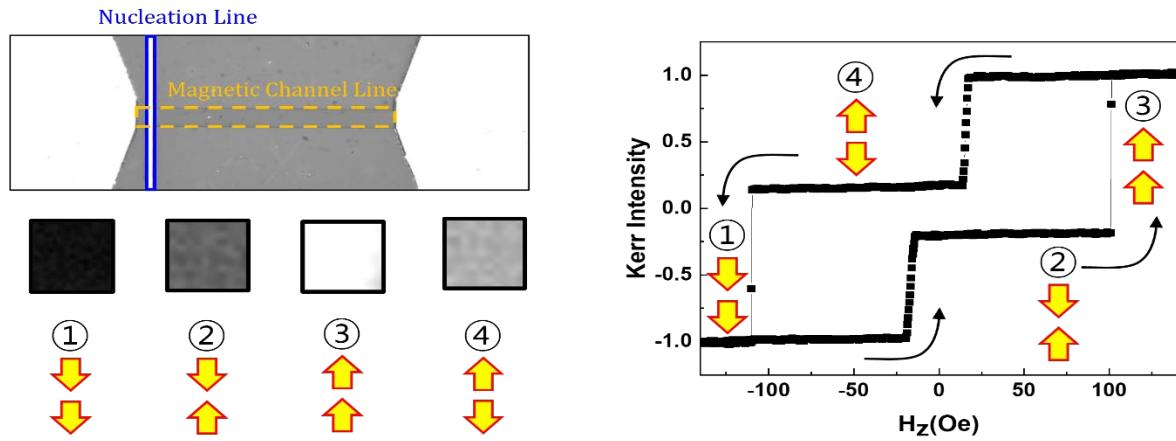 Nucleation Line
Magnetic Channel Line
① ② ③ ④
Kerr Intensity
1.0
0.5
0.0
-0.5
-1.0
④
③
①
②
-100 -50 0 50 100
Hz(Oe)